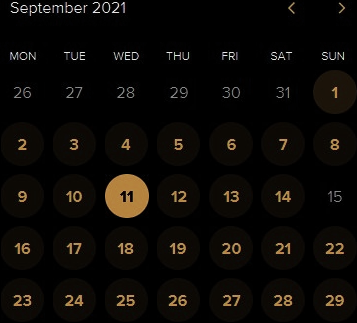 September 2021 < >
MON TUE WED THU FRI SAT SUN
26 27 28 29 30 31 1
2 3 4 5 6 7 8
9 10 11 12 13 14 15
16 17 18 19 20 21 22
23 24 25 26 27 28 29